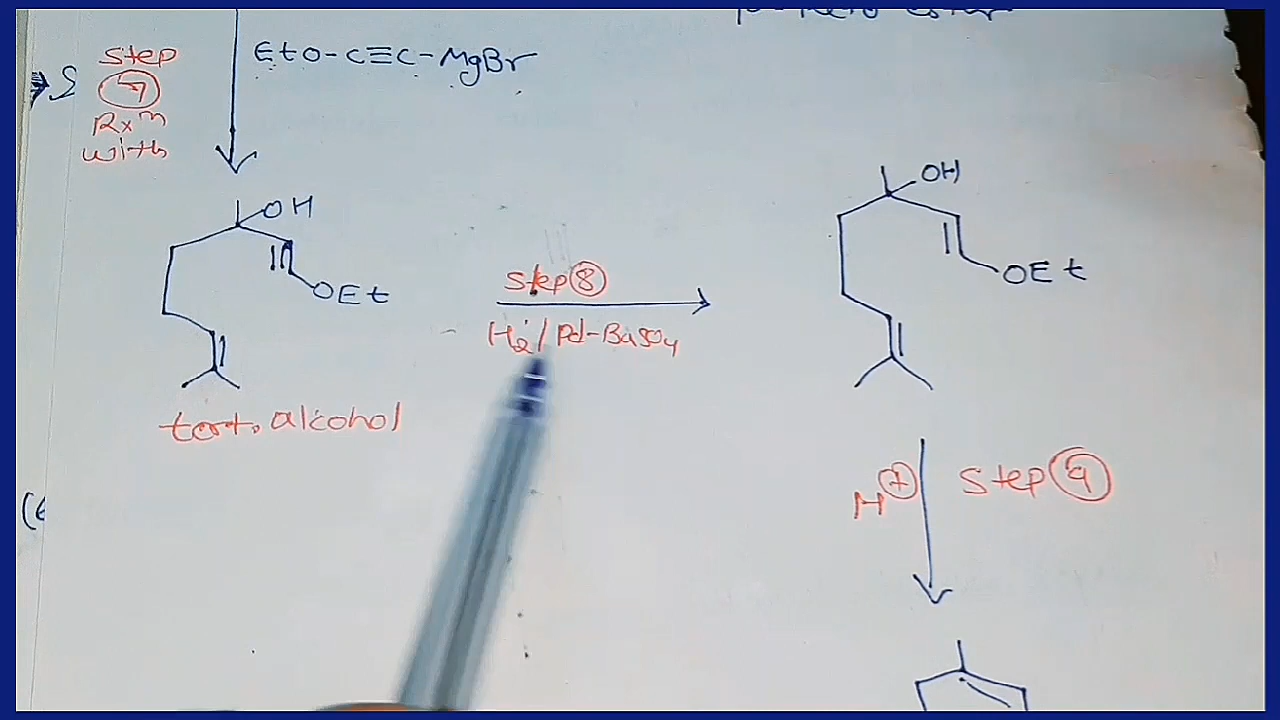 Step
EtO-C≡C-MgBr
7
Rxn
with
OH
OEt
tert. alcohol
Step 8
H2/Pd-BaSO4
OH
OEt
H+
Step 9